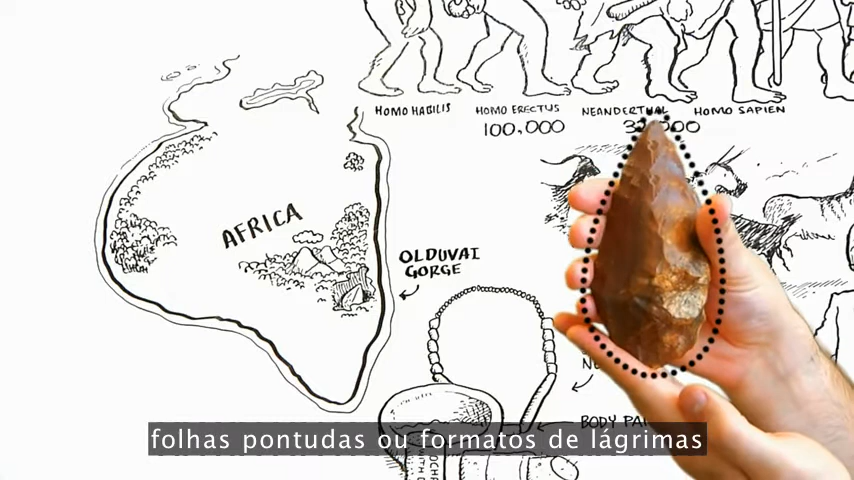 HOMO HABILIS HOMO ERECTUS NEANDERTHAL HOMO SAPIEN
100,000
AFRICA
OLDUVAI
GORGE
BODY
folhas pontudas ou formatos de lágrimas